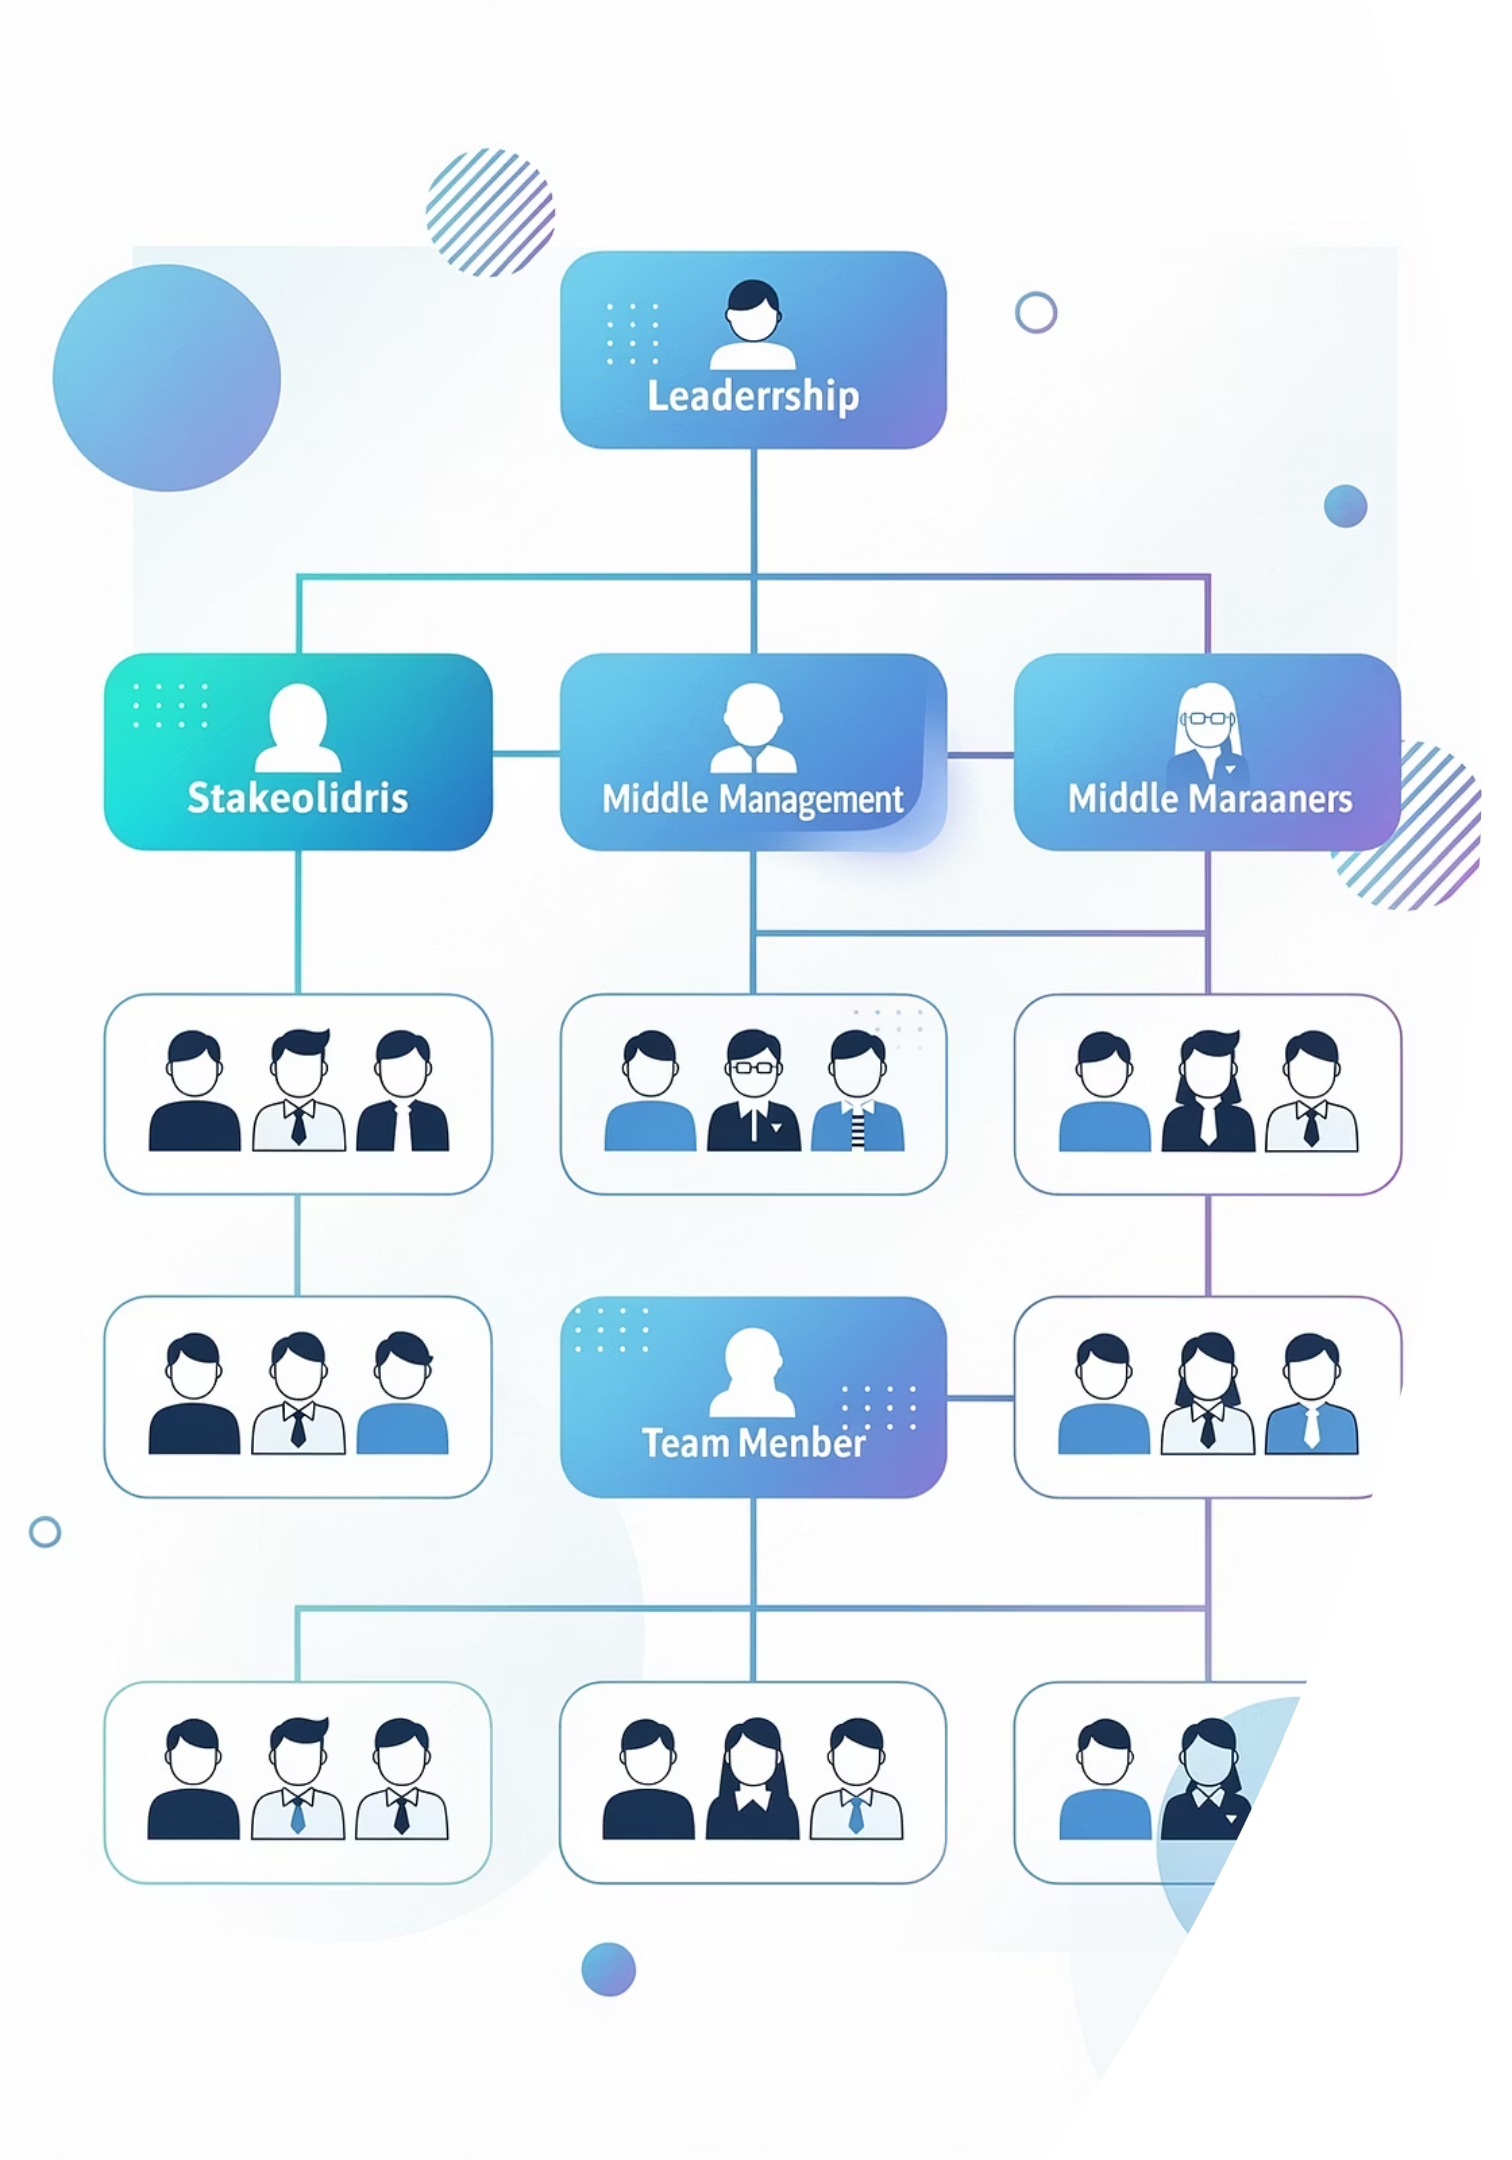 Leaderrship
Stakeolidris
Middle Management
Middle Maraaners
Team Menber